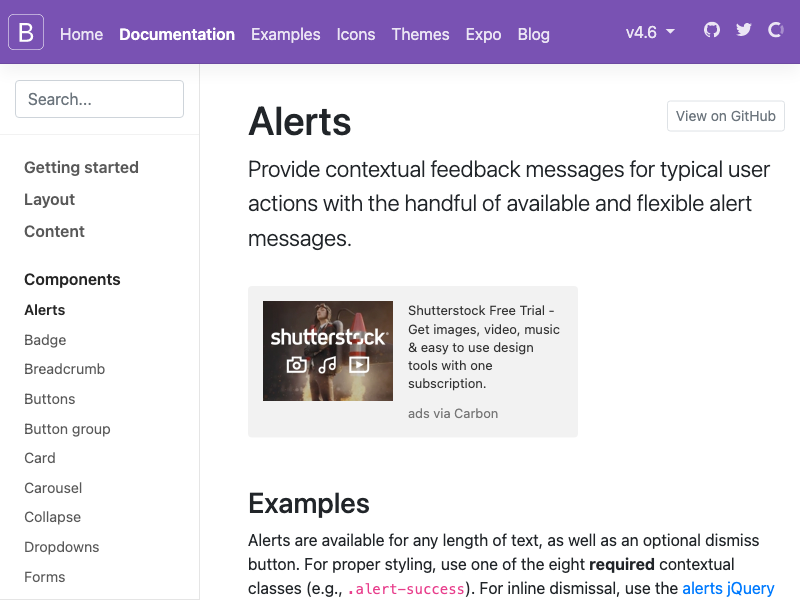 B Home Documentation Examples Icons Themes Expo Blog v4.6
Search...
Getting started
Layout
Content
Components
Alerts
Badge
Breadcrumb
Buttons
Button group
Card
Carousel
Collapse
Dropdowns
Forms
Alerts
View on GitHub
Provide contextual feedback messages for typical user
actions with the handful of available and flexible alert
messages.
shutterstock
Shutterstock Free Trial -
Get images, video, music
& easy to use design
tools with one
subscription.
ads via Carbon
Examples
Alerts are available for any length of text, as well as an optional dismiss
button. For proper styling, use one of the eight required contextual
classes (e.g., .alert-success). For inline dismissal, use the alerts jQuery